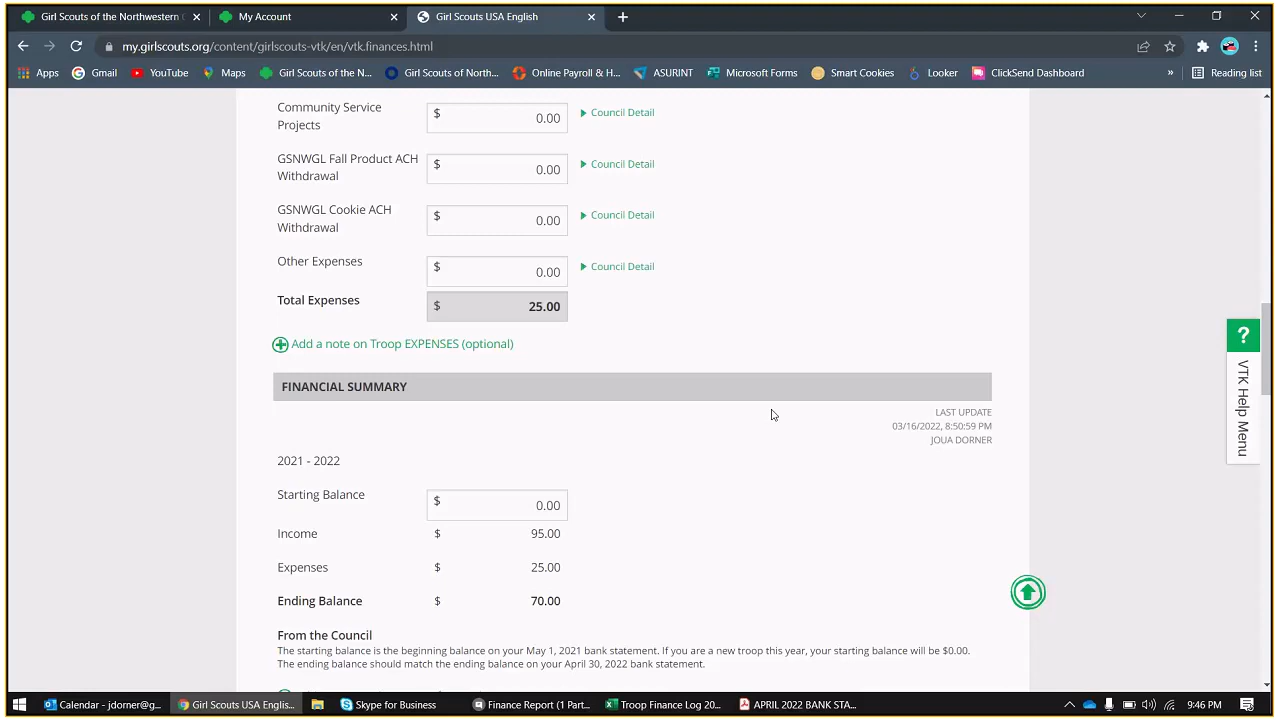 Girl Scouts of the Northwestern
My Account
Girl Scouts USA English
my.girlscouts.org/content/girlscouts-vtk/en/vtk.finances.html
Apps
Gmail
YouTube
Maps
Girl Scouts of the N...
Girl Scouts of North...
Online Payroll & H...
ASURINT
Microsoft Forms
Smart Cookies
Looker
ClickSend Dashboard
»
Reading list
Community Service
Projects
$ 0.00
Council Detail
GSNWGL Fall Product ACH
Withdrawal
$ 0.00
Council Detail
GSNWGL Cookie ACH
Withdrawal
$ 0.00
Council Detail
Other Expenses
$ 0.00
Council Detail
Total Expenses
$ 25.00
Add a note on Troop EXPENSES (optional)
?
VTK Help Menu
FINANCIAL SUMMARY
LAST UPDATE
03/16/2022, 8:50:59 PM
JOUA DORNER
2021 - 2022
Starting Balance $ 0.00
Income $ 95.00
Expenses $ 25.00
Ending Balance $ 70.00
From the Council
The starting balance is the beginning balance on your May 1, 2021 bank statement. If you are a new troop this year, your starting balance will be $0.00.
The ending balance should match the ending balance on your April 30, 2022 bank statement.
Calendar - jdorner@g...
Girl Scouts USA Englis...
Skype for Business
Finance Report (1 Part...
Troop Finance Log 20...
APRIL 2022 BANK STA...
9:46 PM